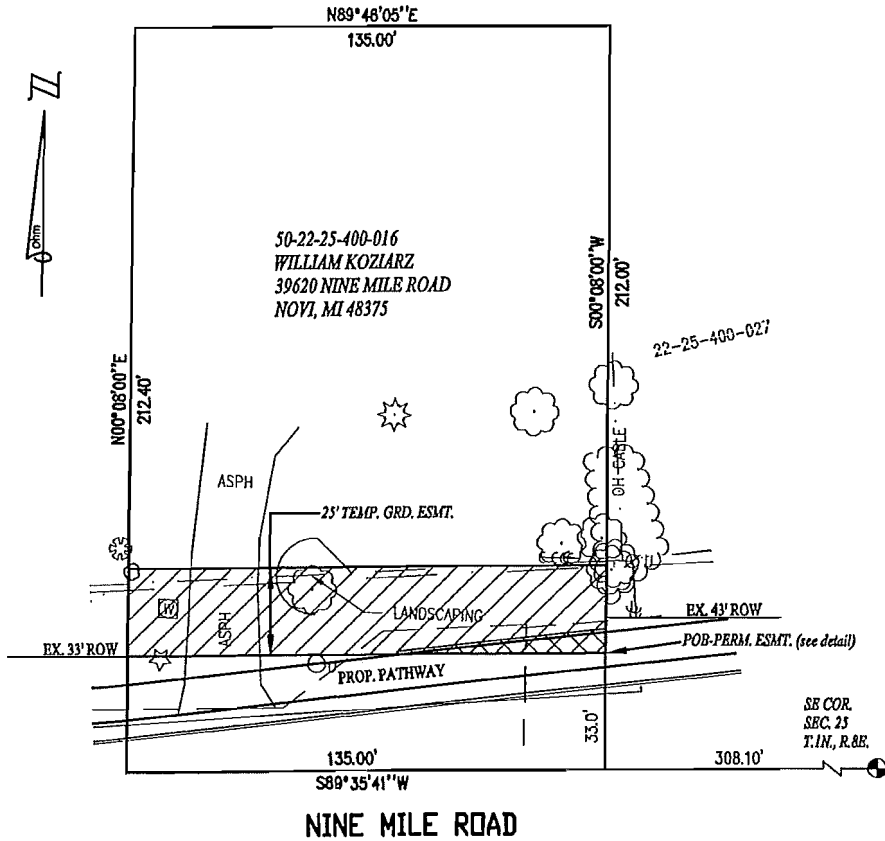 N89°48'05"E
135.00'
ohm
50-22-25-400-016
WILLIAM KOZIARZ
39620 NINE MILE ROAD
NOVI, MI 48375
S00°08'00"W
212.00'
22-25-400-027
N00°08'00"E
212.40'
OH-CABLE
ASPH
25' TEMP. GRD. ESMT.
W
LANDSCAPING
ASPH
EX. 43' ROW
EX. 33' ROW
POB-PERM. ESMT. (see detail)
PROP. PATHWAY
33.0'
SE COR.
SEC. 25
T.1N., R.8E.
135.00'
308.10'
S89°35'41"W
NINE MILE ROAD